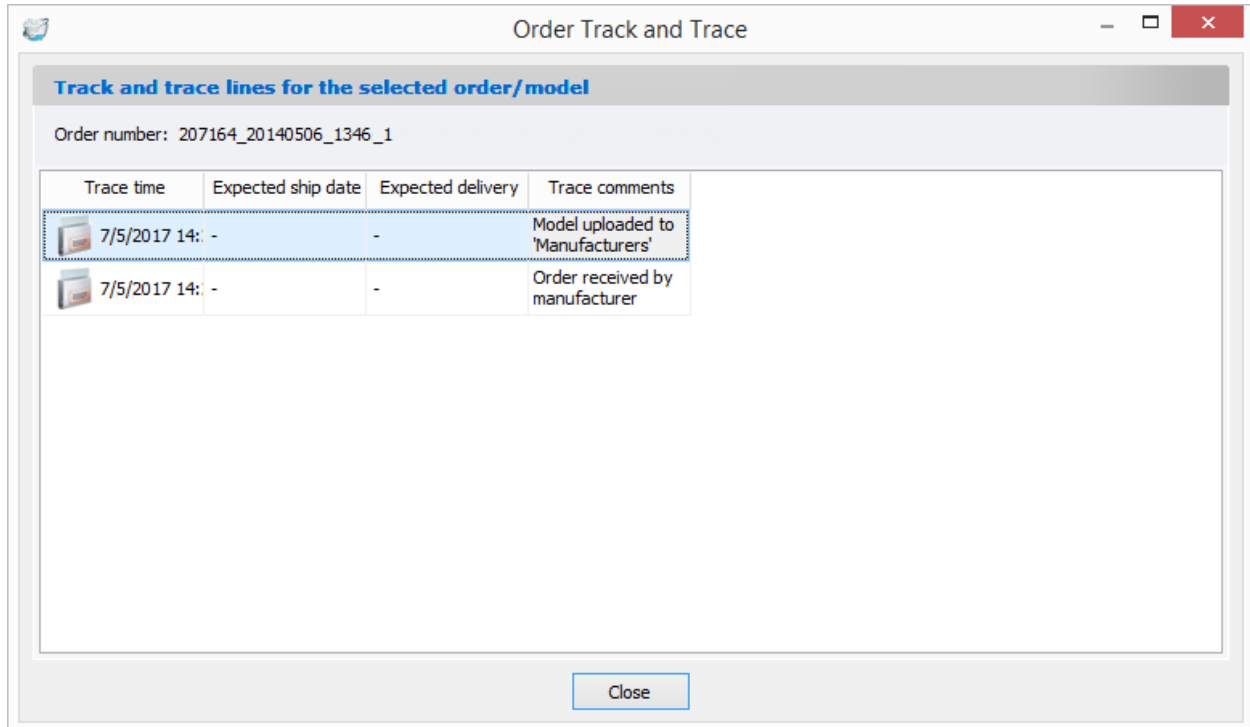 Order Track and Trace
Track and trace lines for the selected order/model
Order number: 207164_20140506_1346_1
Trace time Expected ship date Expected delivery Trace comments
7/5/2017 14: - - Model uploaded to
'Manufacturers'
7/5/2017 14: - - Order received by
manufacturer
Close